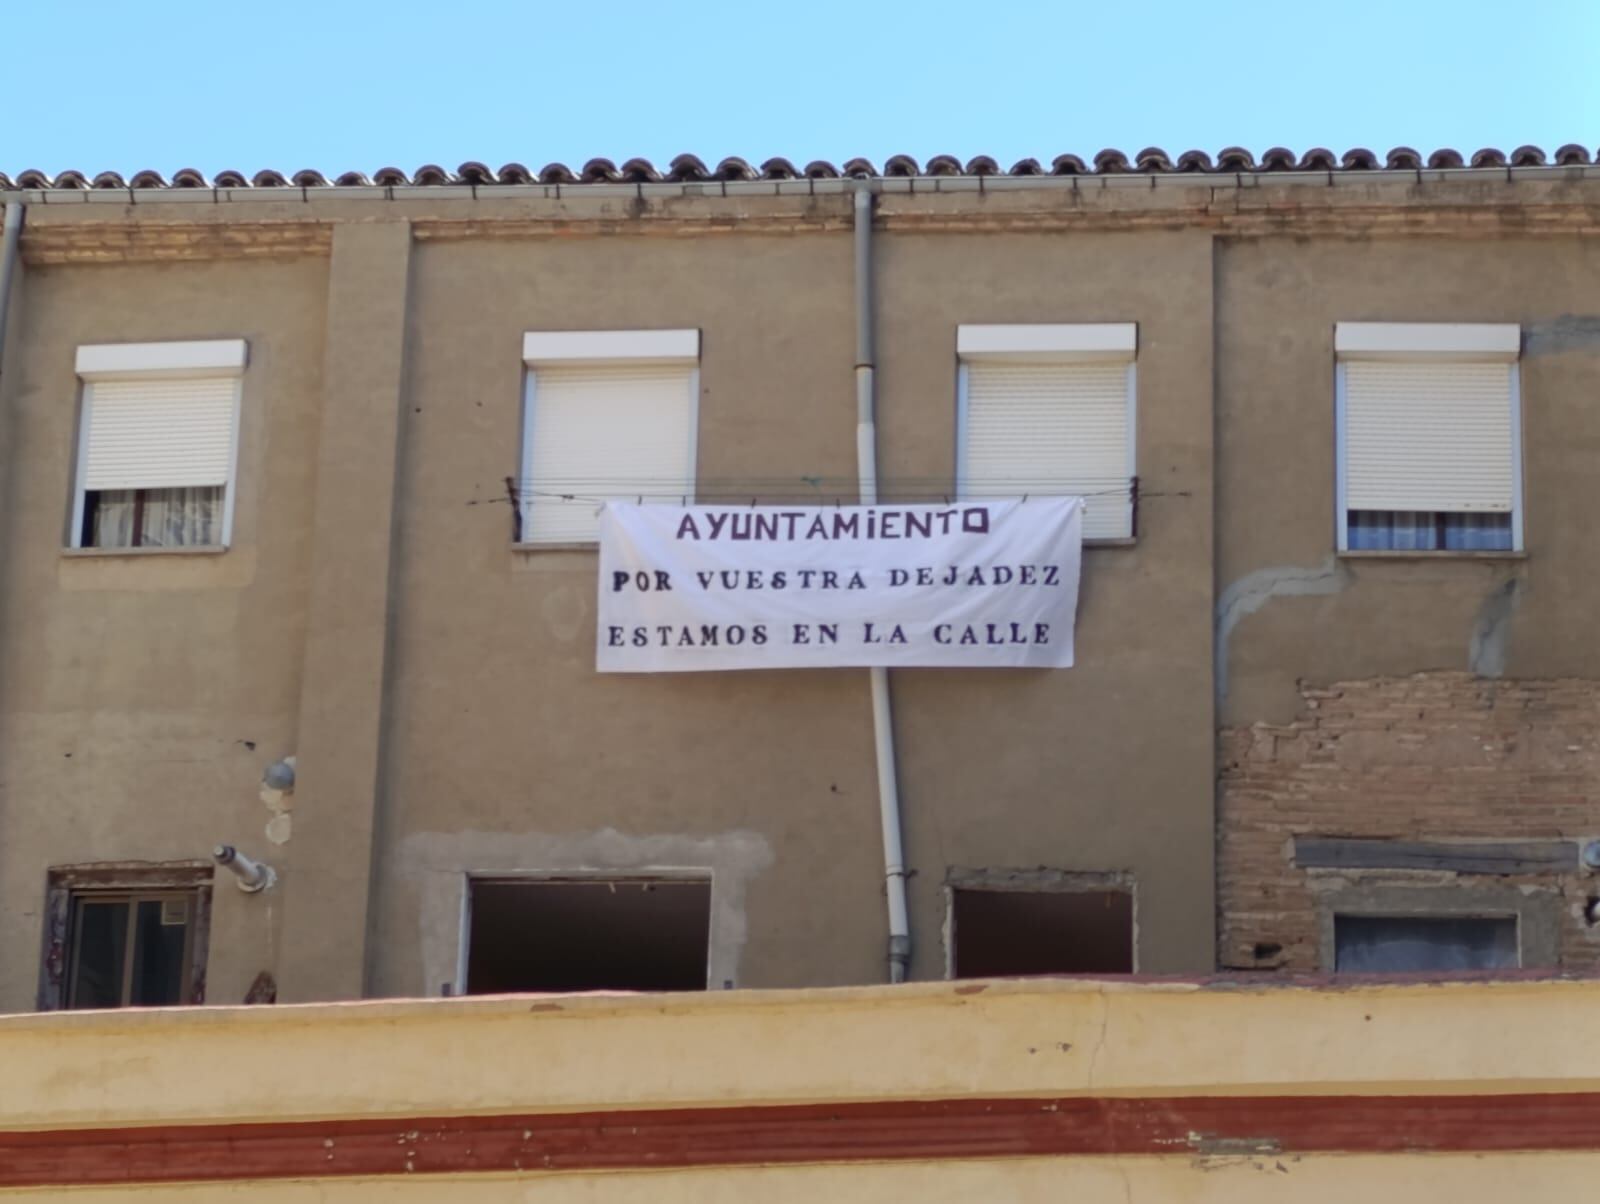 AYUNTAMiENTO
POR VUESTRA DEJADEZ
ESTAMOS EN LA CALLE